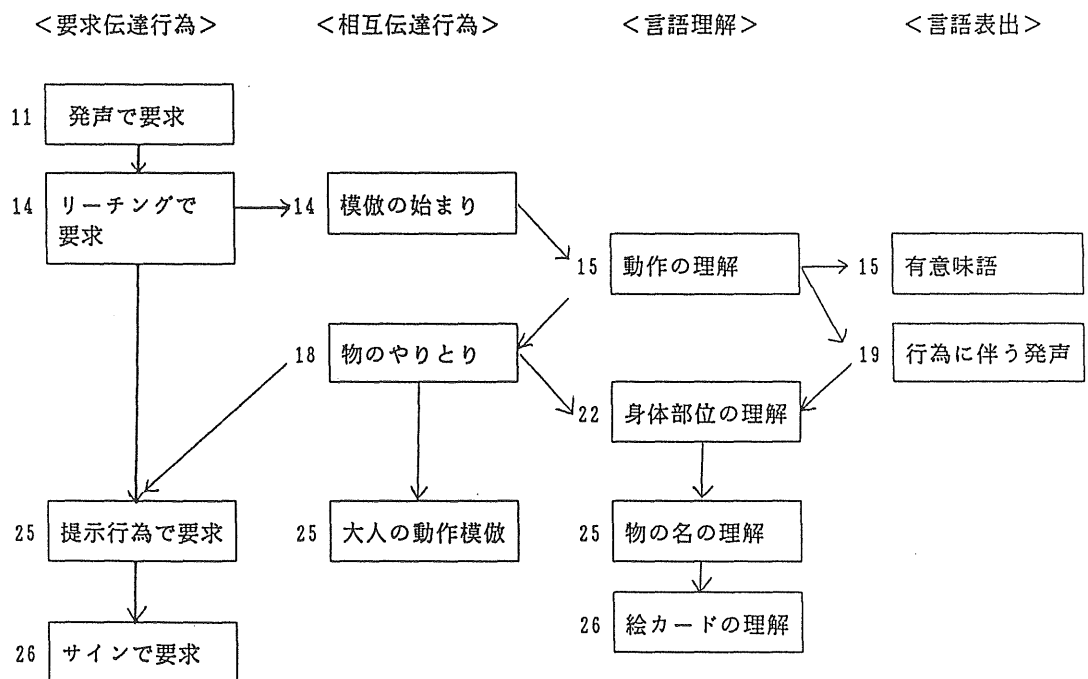 ＜要求伝達行為＞ ＜相互伝達行為＞ ＜言語理解＞ ＜言語表出＞
11 発声で要求
14 リーチングで
要求
14 模倣の始まり
15 動作の理解
15 有意味語
18 物のやりとり
19 行為に伴う発声
22 身体部位の理解
25 提示行為で要求
25 大人の動作模倣
25 物の名の理解
26 サインで要求
26 絵カードの理解